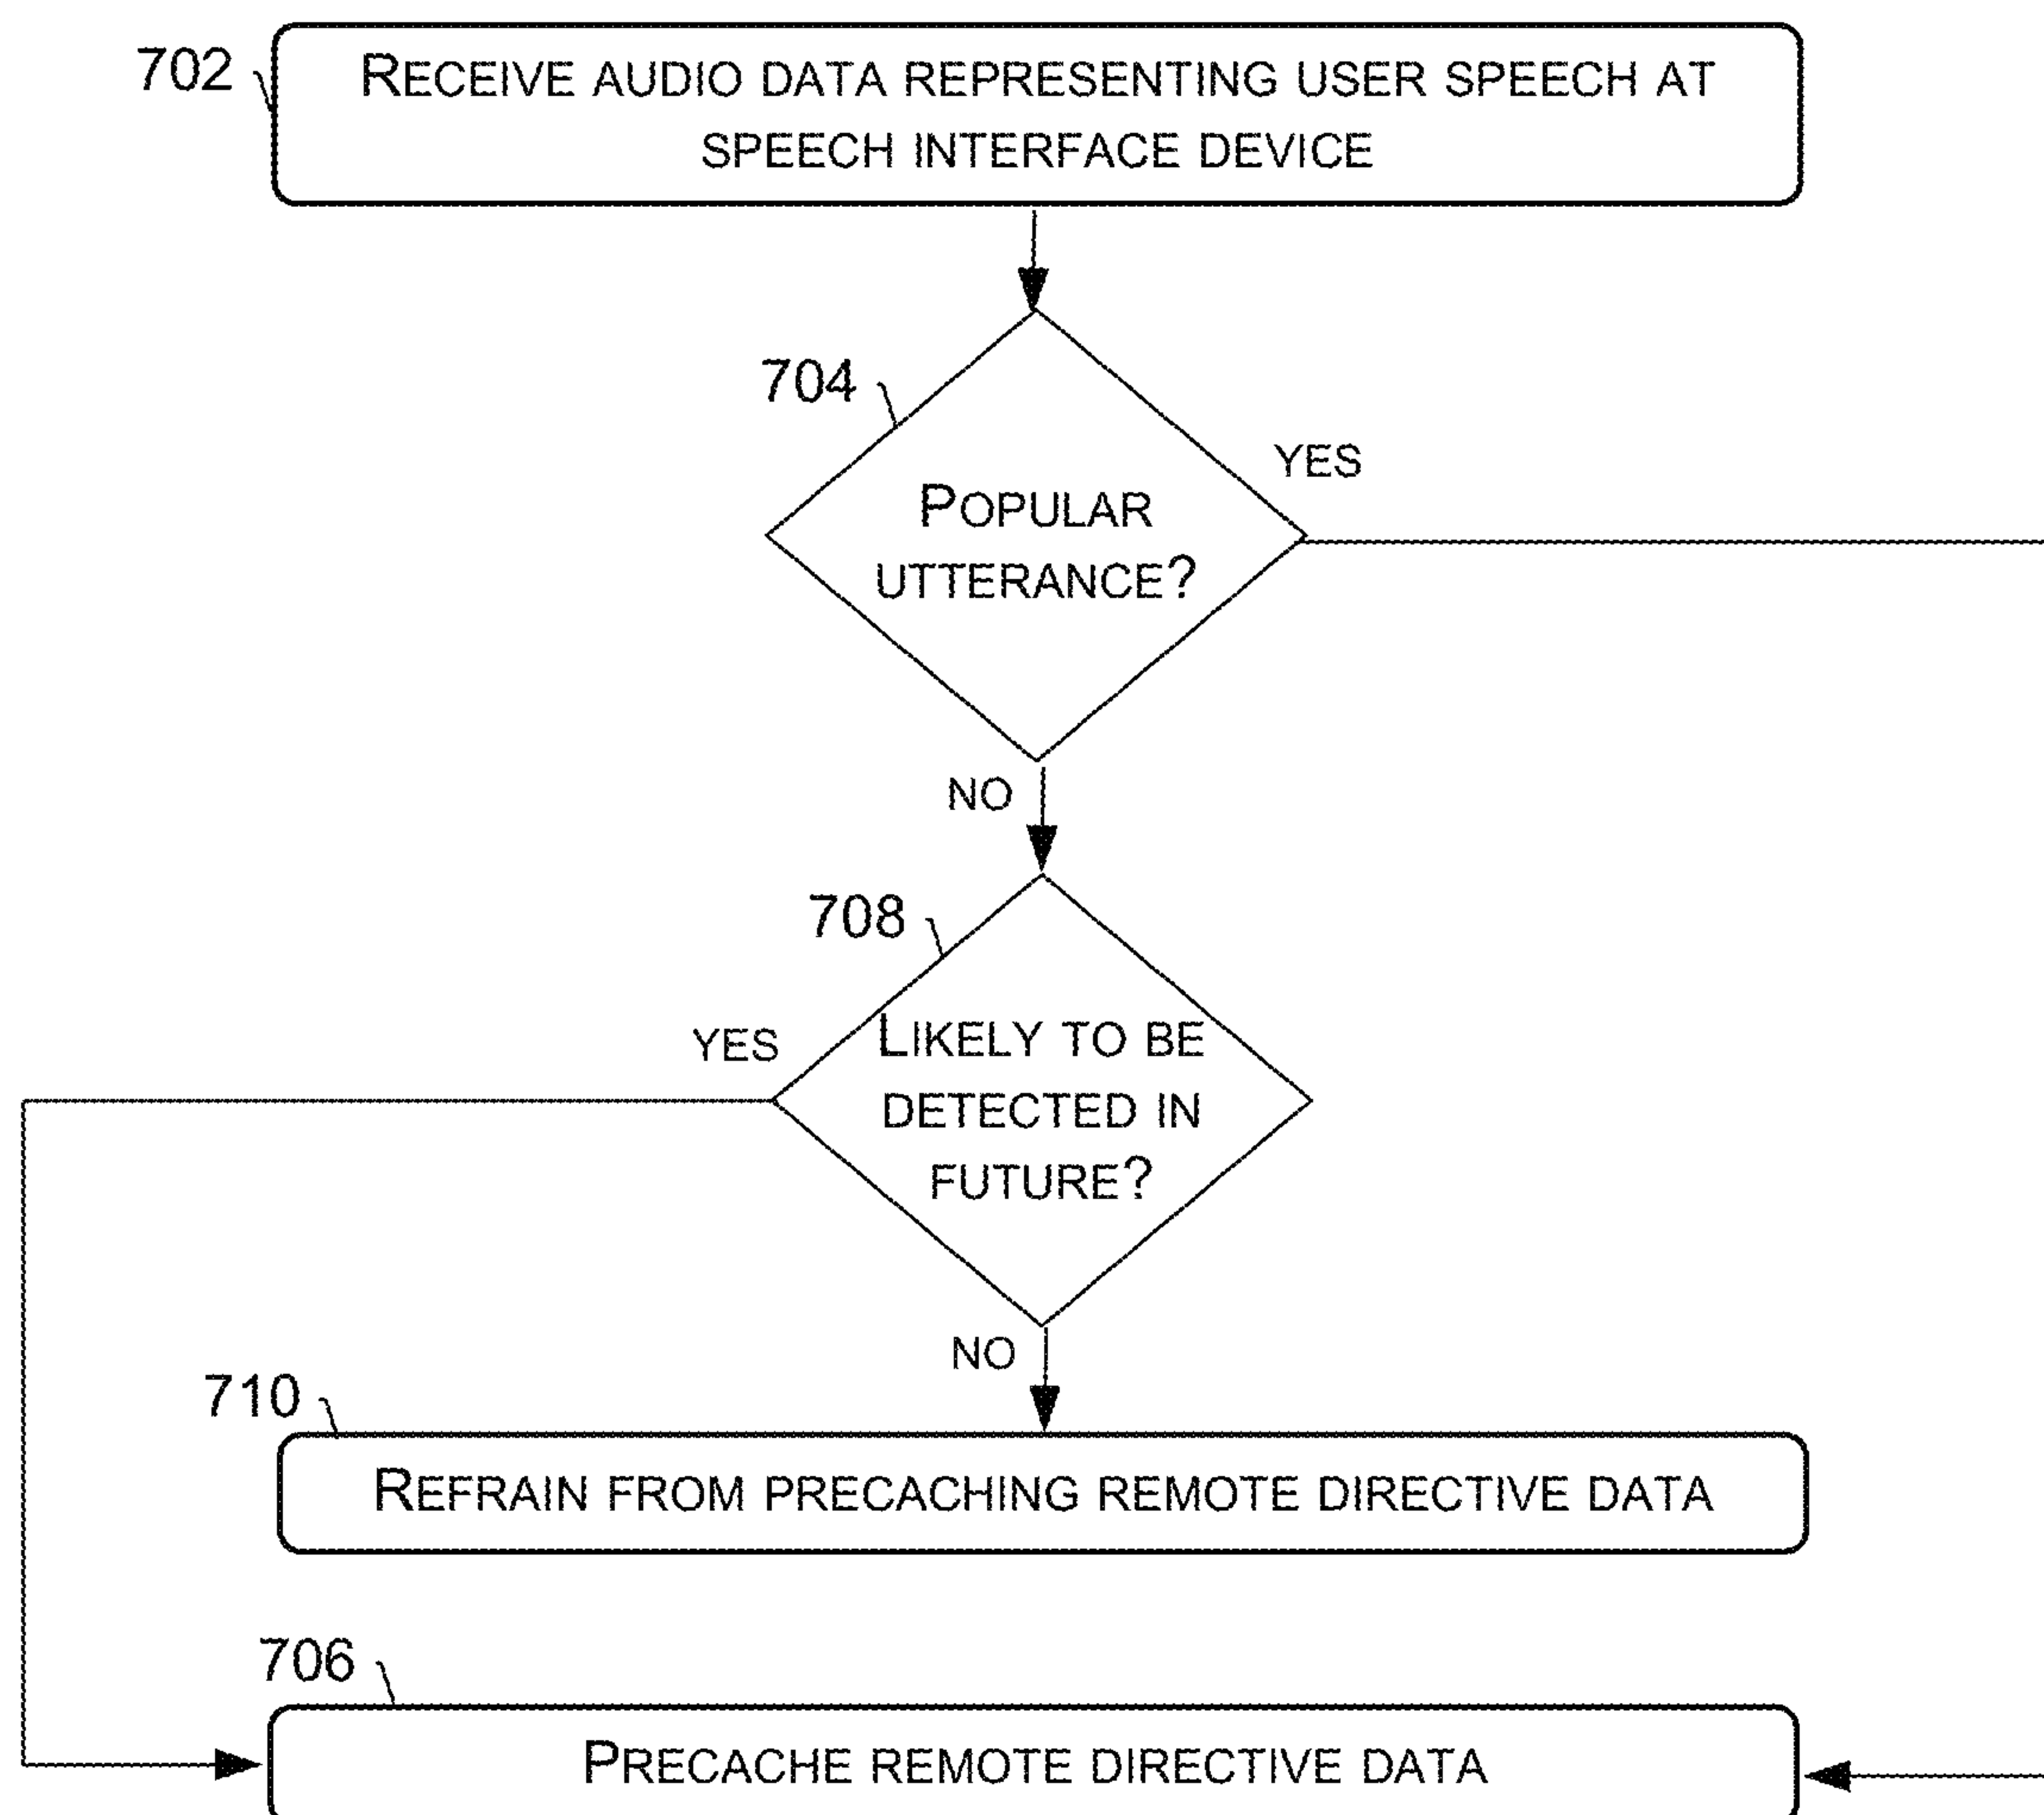 702
RECEIVE AUDIO DATA REPRESENTING USER SPEECH AT
SPEECH INTERFACE DEVICE
704
YES
POPULAR
UTTERANCE?
NO
708
YES
LIKELY TO BE
DETECTED IN
FUTURE?
NO
710
REFRAIN FROM PRECACHING REMOTE DIRECTIVE DATA
706
PRECACHE REMOTE DIRECTIVE DATA